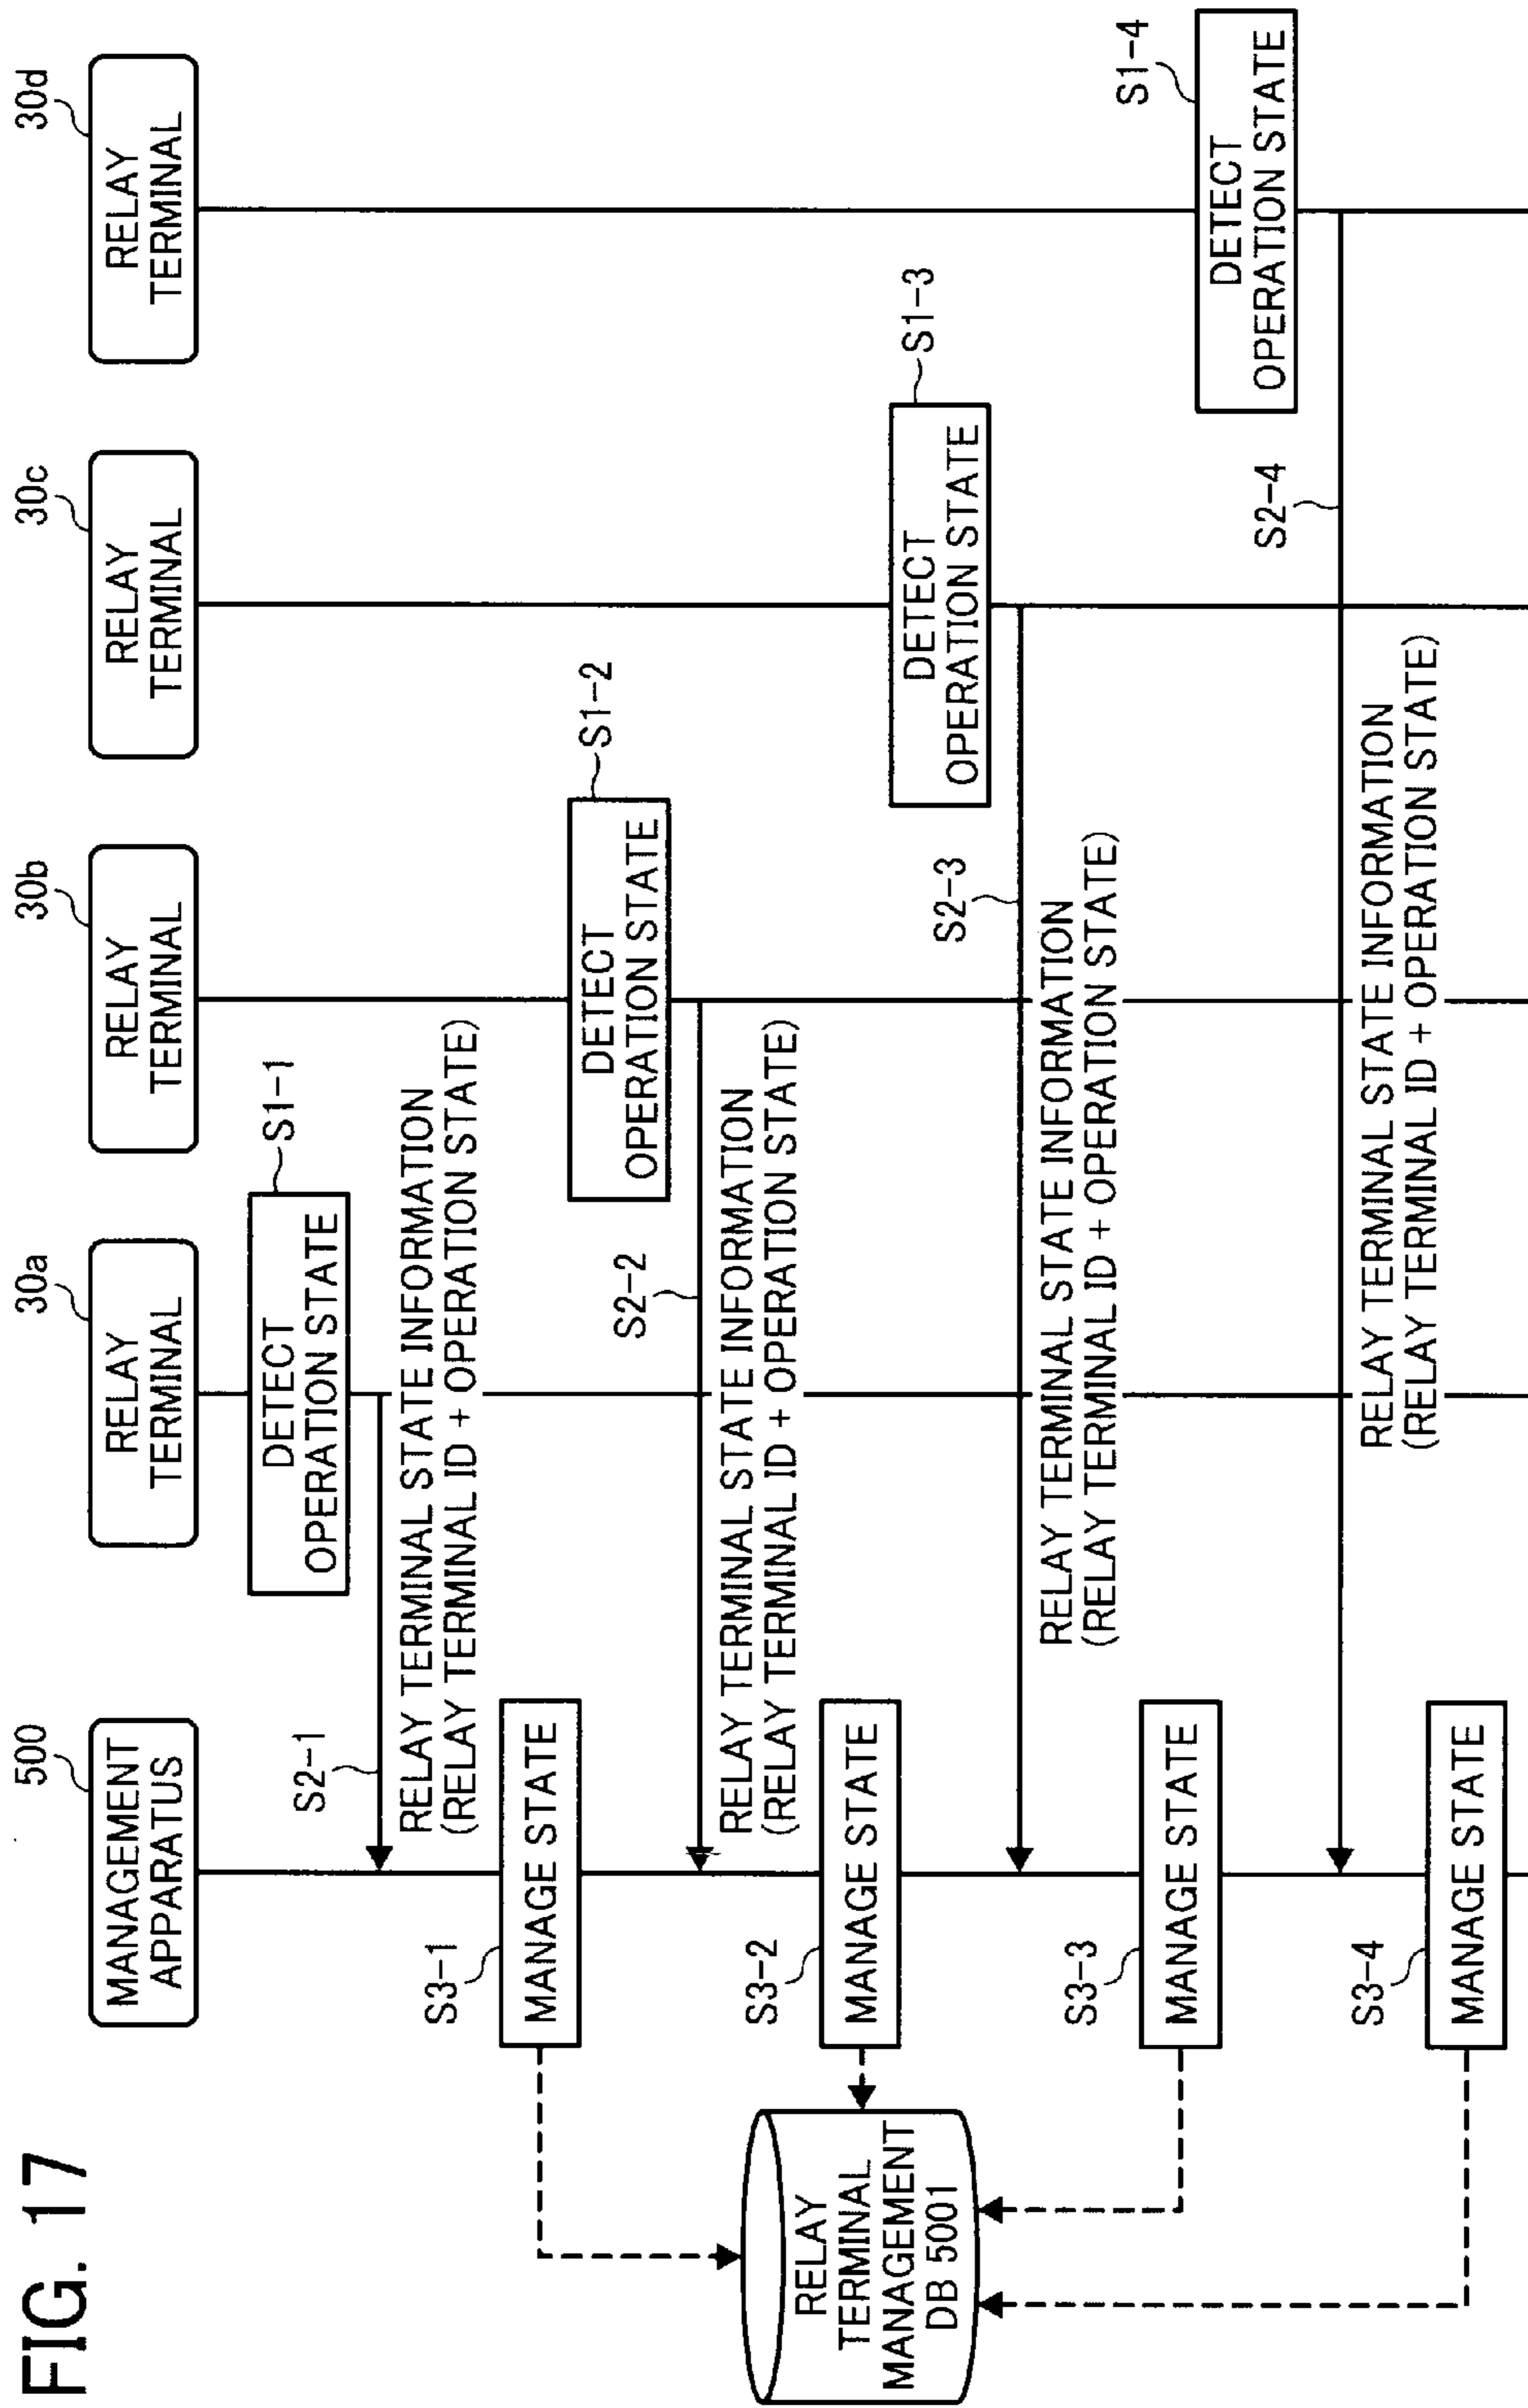 FIG. 17
500
MANAGEMENT
APPARATUS
30a
RELAY
TERMINAL
30b
RELAY
TERMINAL
30c
RELAY
TERMINAL
30d
RELAY
TERMINAL
S1-1
DETECT
OPERATION STATE
S2-1
RELAY TERMINAL STATE INFORMATION
(RELAY TERMINAL ID + OPERATION STATE)
S3-1
MANAGE STATE
S1-2
DETECT
OPERATION STATE
S2-2
RELAY TERMINAL STATE INFORMATION
(RELAY TERMINAL ID + OPERATION STATE)
S3-2
MANAGE STATE
RELAY
TERMINAL
MANAGEMENT
DB 5001
S1-3
DETECT
OPERATION STATE
S2-3
RELAY TERMINAL STATE INFORMATION
(RELAY TERMINAL ID + OPERATION STATE)
S3-3
MANAGE STATE
S1-4
DETECT
OPERATION STATE
S2-4
RELAY TERMINAL STATE INFORMATION
(RELAY TERMINAL ID + OPERATION STATE)
S3-4
MANAGE STATE